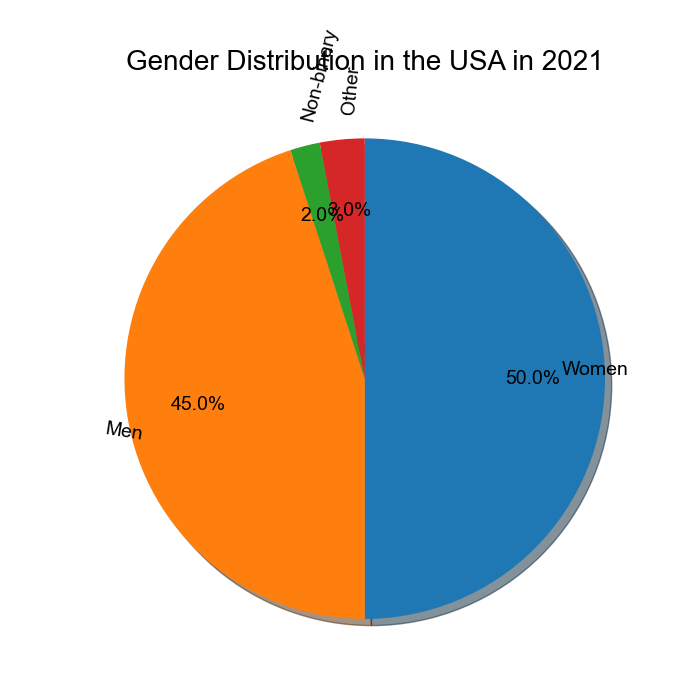 Gender Distribution in the USA in 2021
Non-binary
Other
2.0%
3.0%
50.0%
Women
45.0%
Men